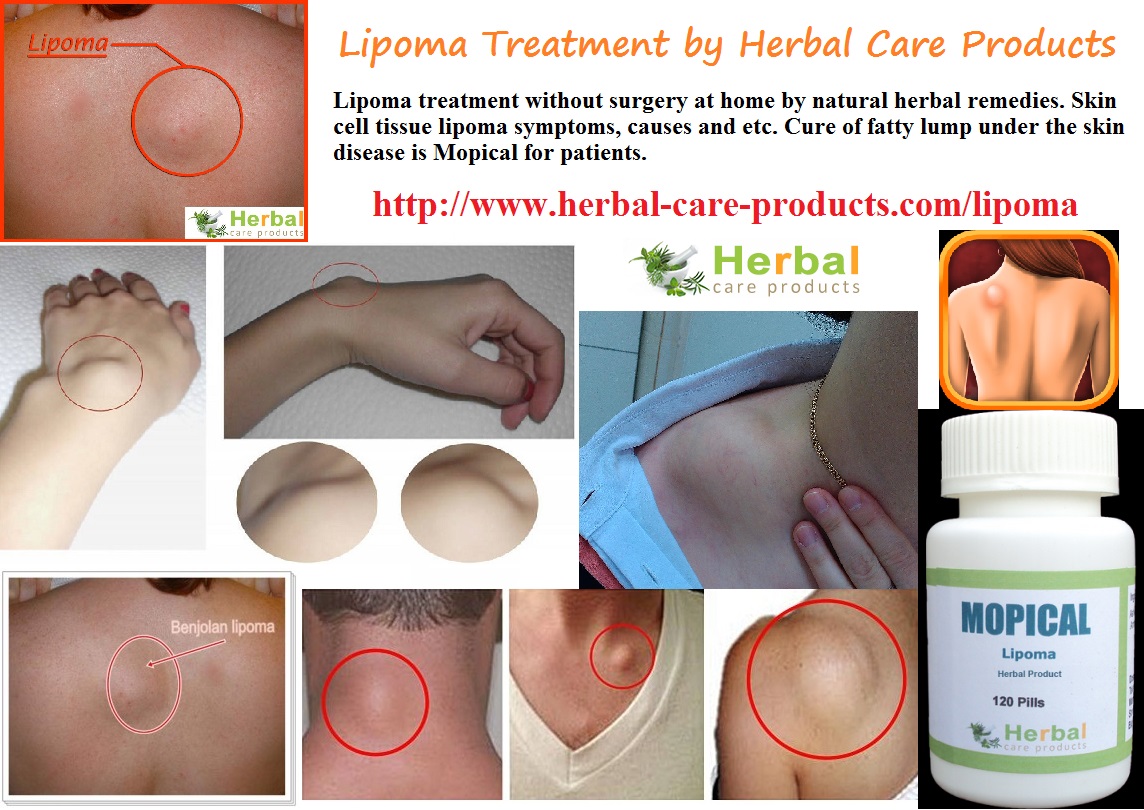 Lipoma
Lipoma Treatment by Herbal Care Products
Lipoma treatment without surgery at home by natural herbal remedies. Skin
cell tissue lipoma symptoms, causes and etc. Cure of fatty lump under the skin
disease is Mopical for patients.
http://www.herbal-care-products.com/lipoma
Herbal
care products
Herbal
care products
Benjolan lipoma
MOPICAL
Lipoma
Herbal Product
120 Pills
Herbal
care products